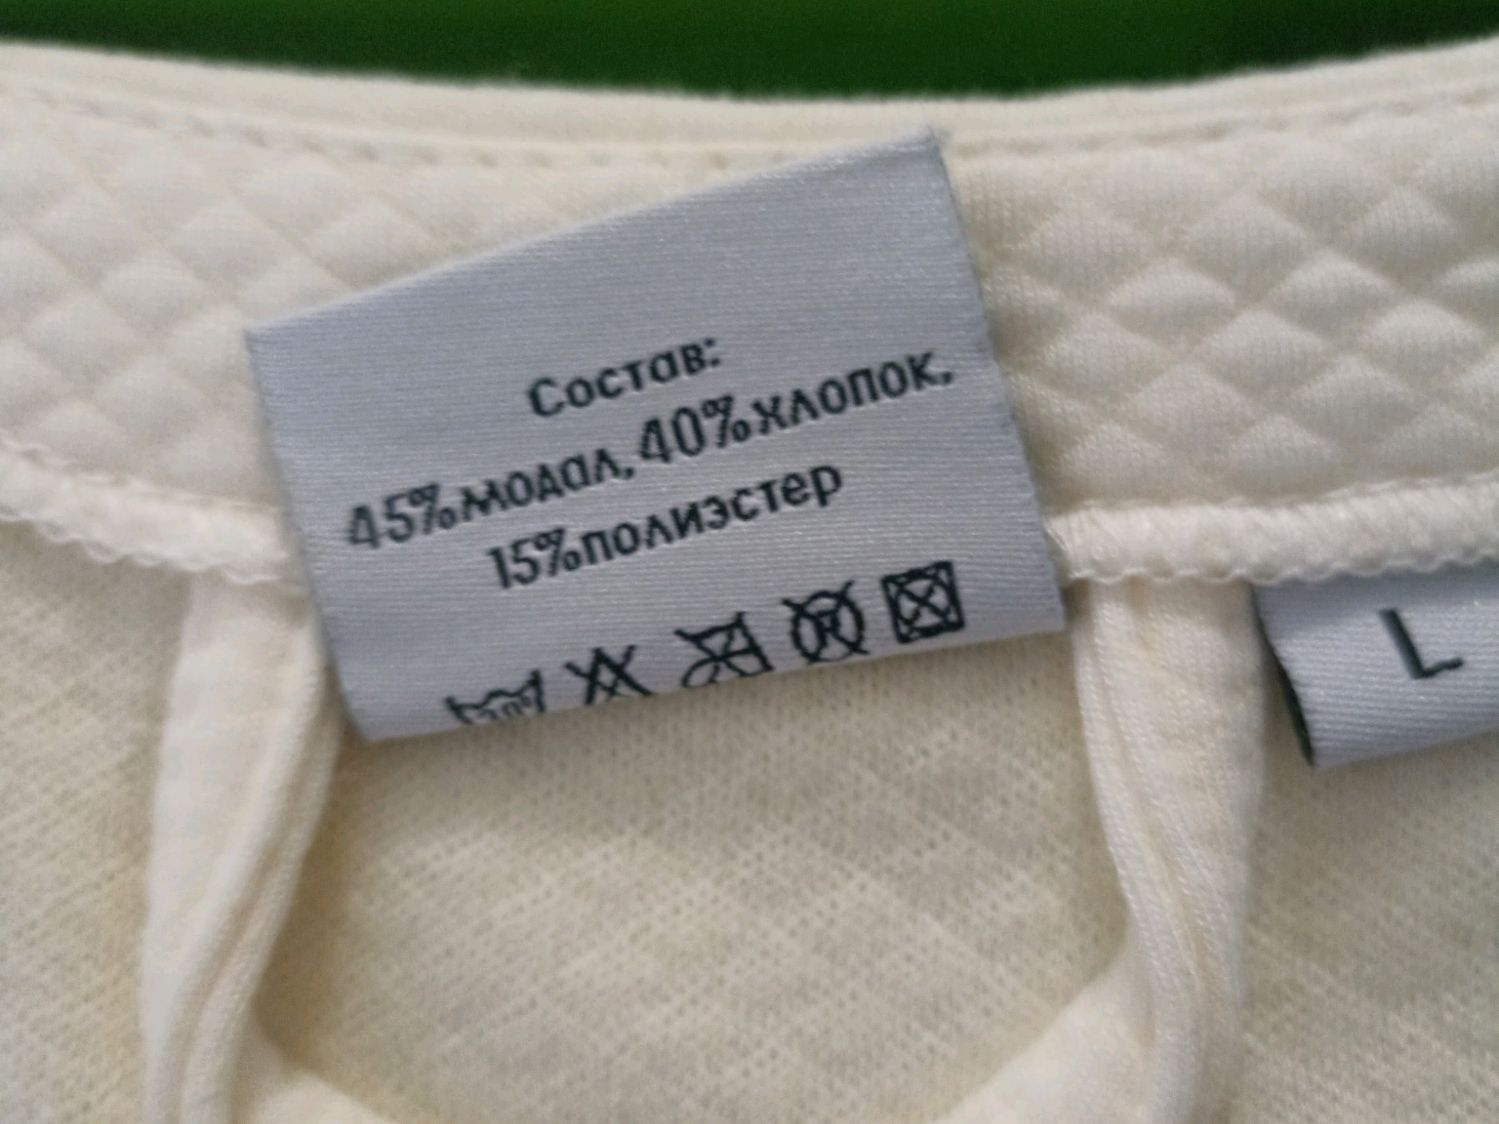 Состав:
45%модал, 40%хлопок,
15%полиэстер
L